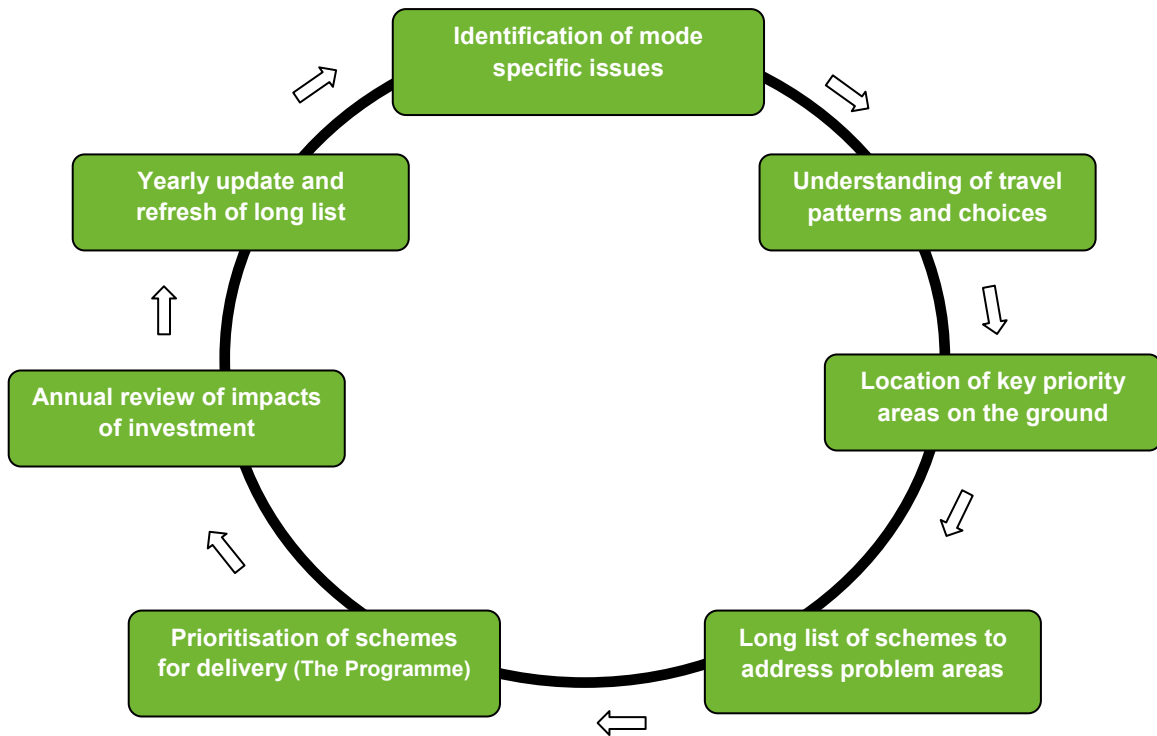 Identification of mode
specific issues
Understanding of travel
patterns and choices
Location of key priority
areas on the ground
Long list of schemes to
address problem areas
Prioritisation of schemes
for delivery (The Programme)
Annual review of impacts
of investment
Yearly update and
refresh of long list